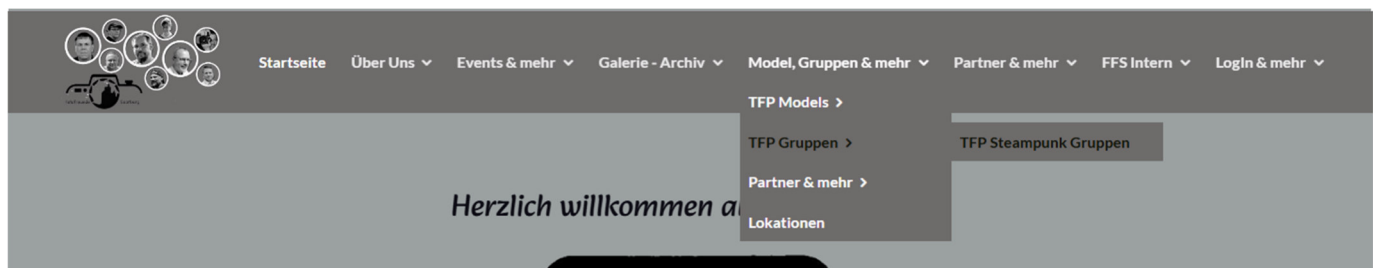 Startseite Über Uns Events & mehr Galerie - Archiv Model, Gruppen & mehr Partner & mehr FFS Intern LogIn & mehr
TFP Models
TFP Gruppen TFP Steampunk Gruppen
Partner & mehr
Herzlich willkommen
Lokationen